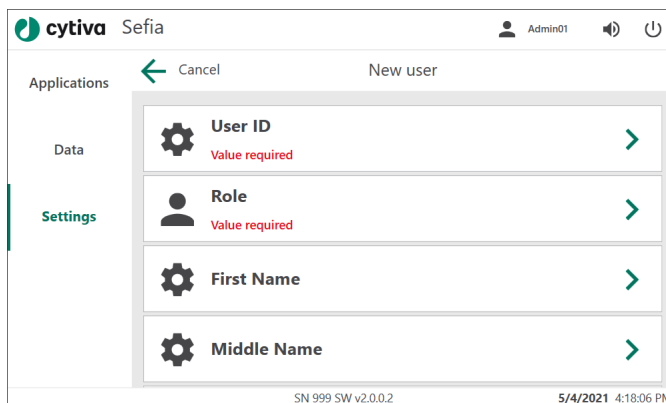 cytiva Sefia Admin01
Applications
Data
Settings
Cancel New user
User ID
Value required
Role
Value required
First Name
Middle Name
SN 999 SW v2.0.0.2 5/4/2021 4:18:06 PM